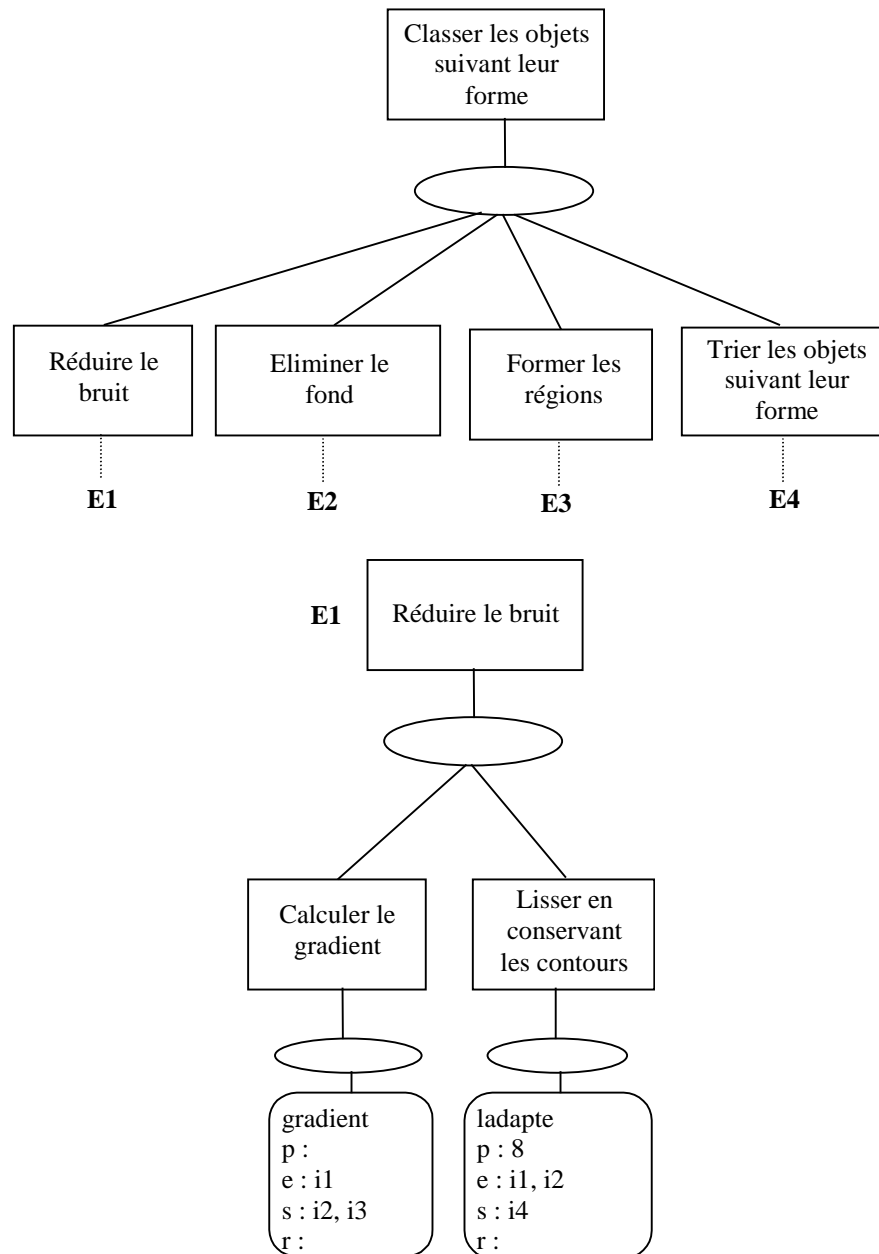 Classer les objets
suivant leur
forme
Réduire le
bruit
Eliminer le
fond
Former les
régions
Trier les objets
suivant leur
forme
E1
E2
E3
E4
E1
Réduire le bruit
Calculer le
gradient
Lisser en
conservant
les contours
gradient
p :
e : i1
s : i2, i3
r :
ladapte
p : 8
e : i1, i2
s : i4
r :